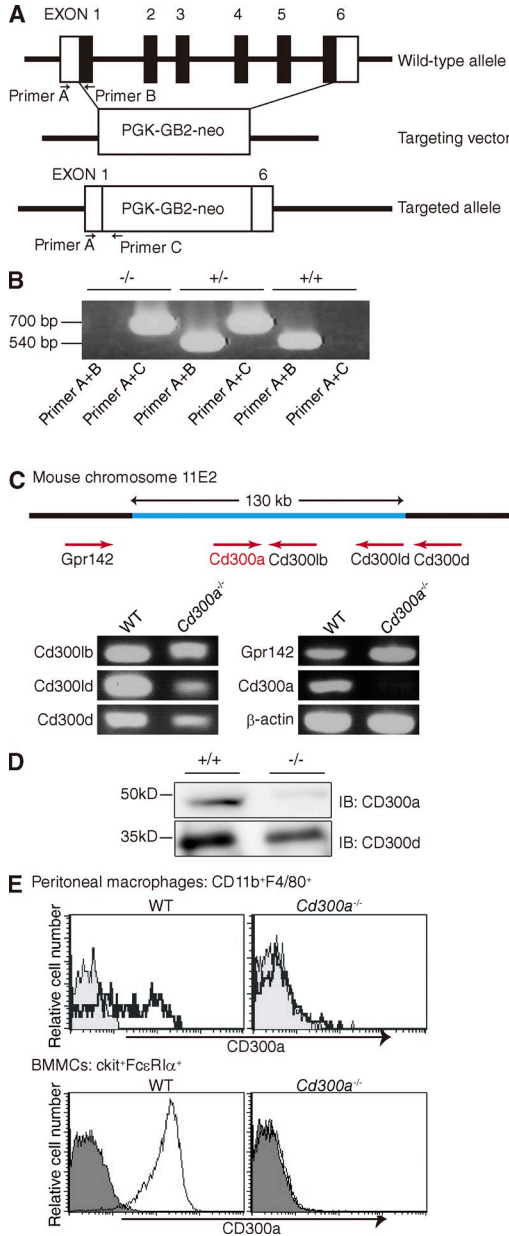 A
EXON 1 2 3 4 5 6
Wild-type allele
Primer A Primer B
PGK-GB2-neo
Targeting vector
EXON 1 6
PGK-GB2-neo
Targeted allele
Primer A Primer C
B
-/- +/- +/+
700 bp
540 bp
Primer A+B Primer A+C Primer A+B Primer A+C Primer A+B Primer A+C
C Mouse chromosome 11E2
130 kb
Gpr142 Cd300a Cd300lb Cd300ld Cd300d
WT Cd300a-/- WT Cd300a-/-
Cd300lb Gpr142
Cd300ld Cd300a
Cd300d β-actin
D
+/+ -/-
50kD IB: CD300a
35kD IB: CD300d
E Peritoneal macrophages: CD11b+F4/80+
WT Cd300a-/-
Relative cell number
CD300a
BMMCs: ckit+FcεRIα+
WT Cd300a-/-
Relative cell number
CD300a